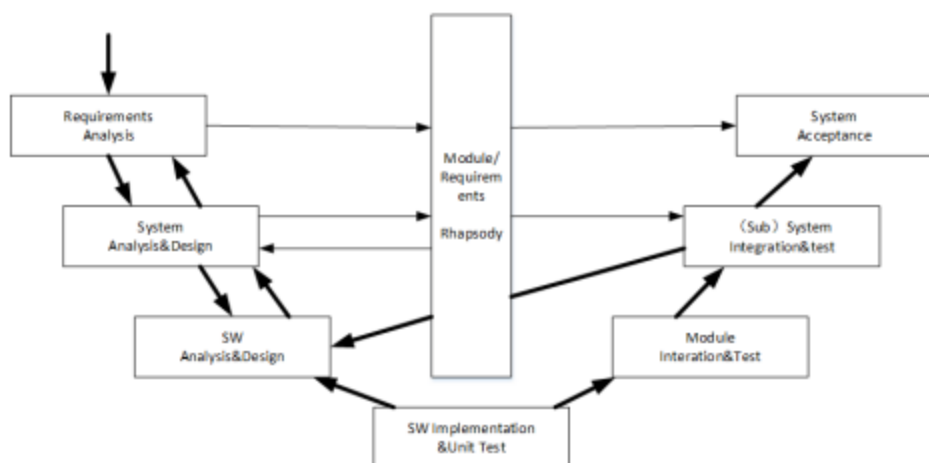 Requirements
Analysis
System
Analysis&Design
SW
Analysis&Design
SW Implementation
&Unit Test
Module/
Requirem
ents
Rhapsody
System
Acceptance
（Sub）System
Integration&test
Module
Interation&Test